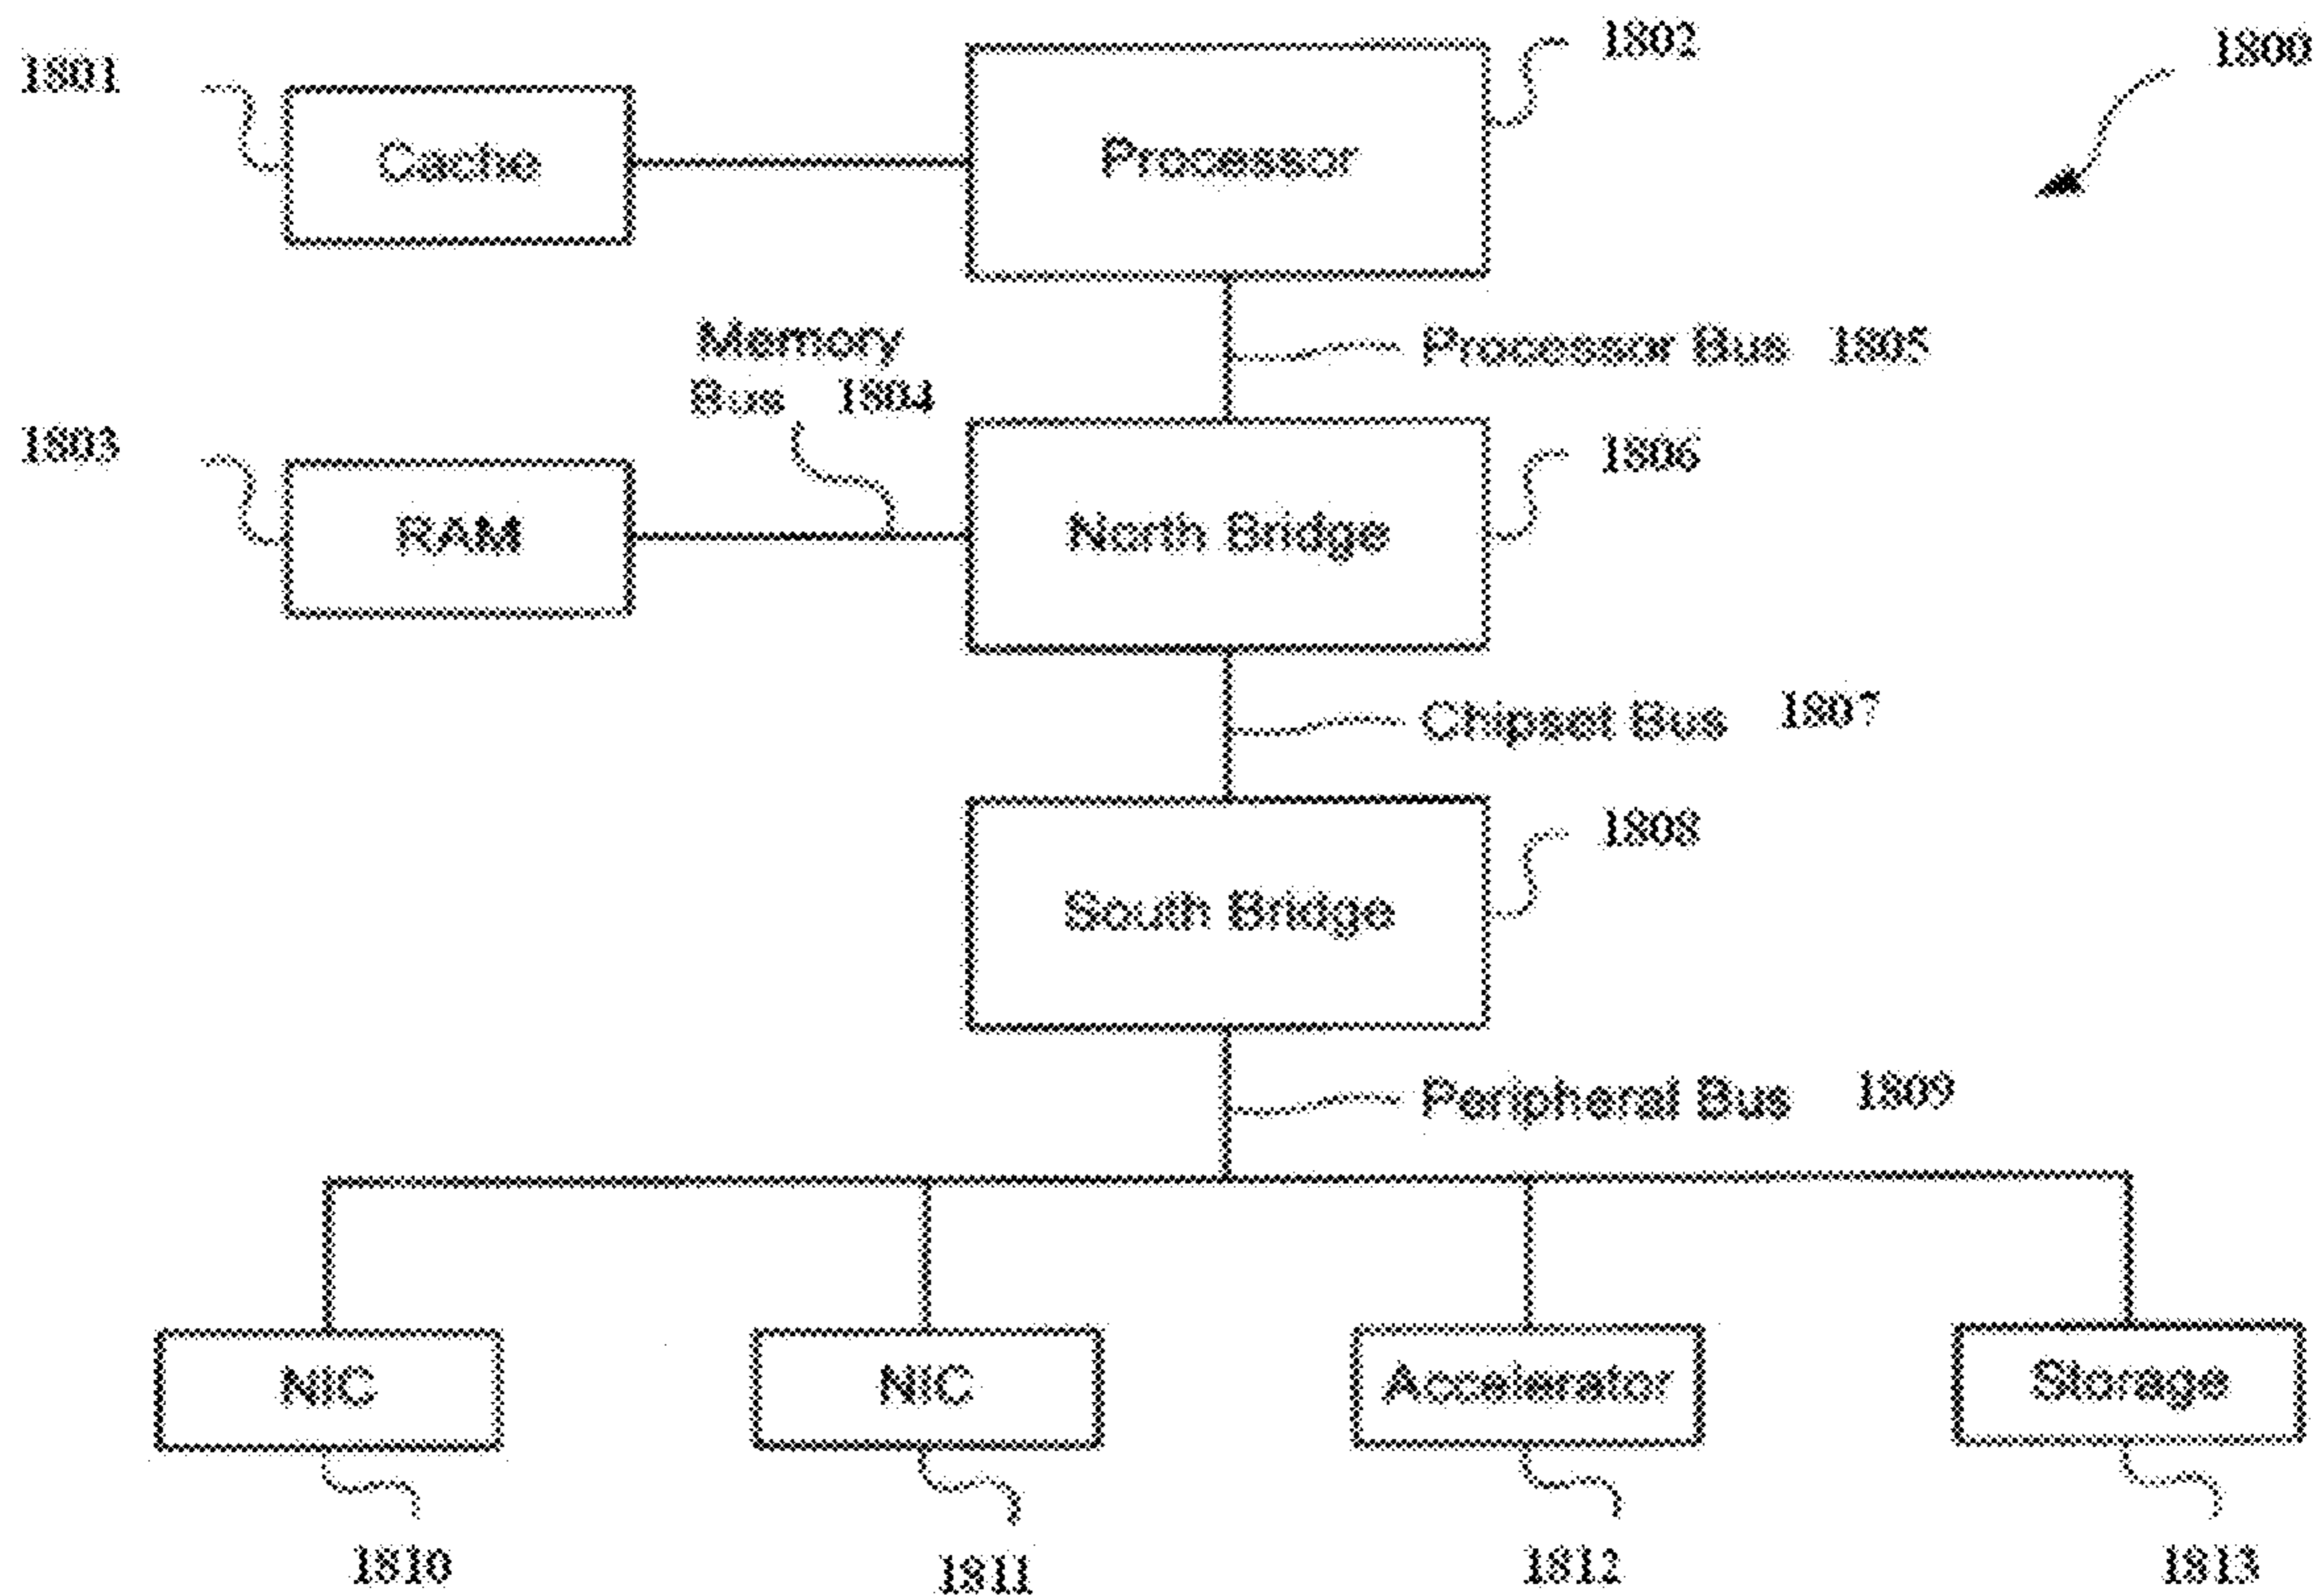 1801
1802
1800
Cache
Processor
Memory
Bus 1804
Processor Bus 1805
1803
1806
RAM
North Bridge
Chipset Bus 1807
1808
South Bridge
Peripheral Bus 1809
NIC
NIC
Accelerator
Storage
1810
1811
1812
1813